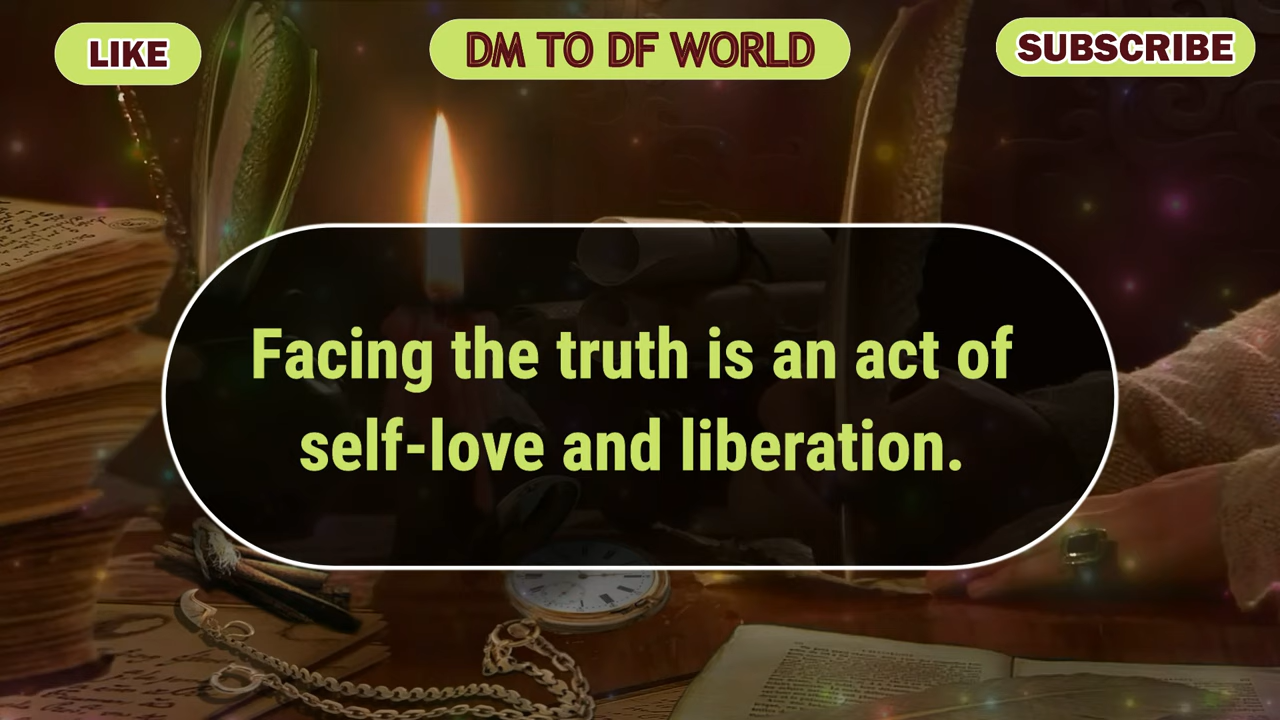 LIKE
DM TO DF WORLD
SUBSCRIBE
Facing the truth is an act of
self-love and liberation.